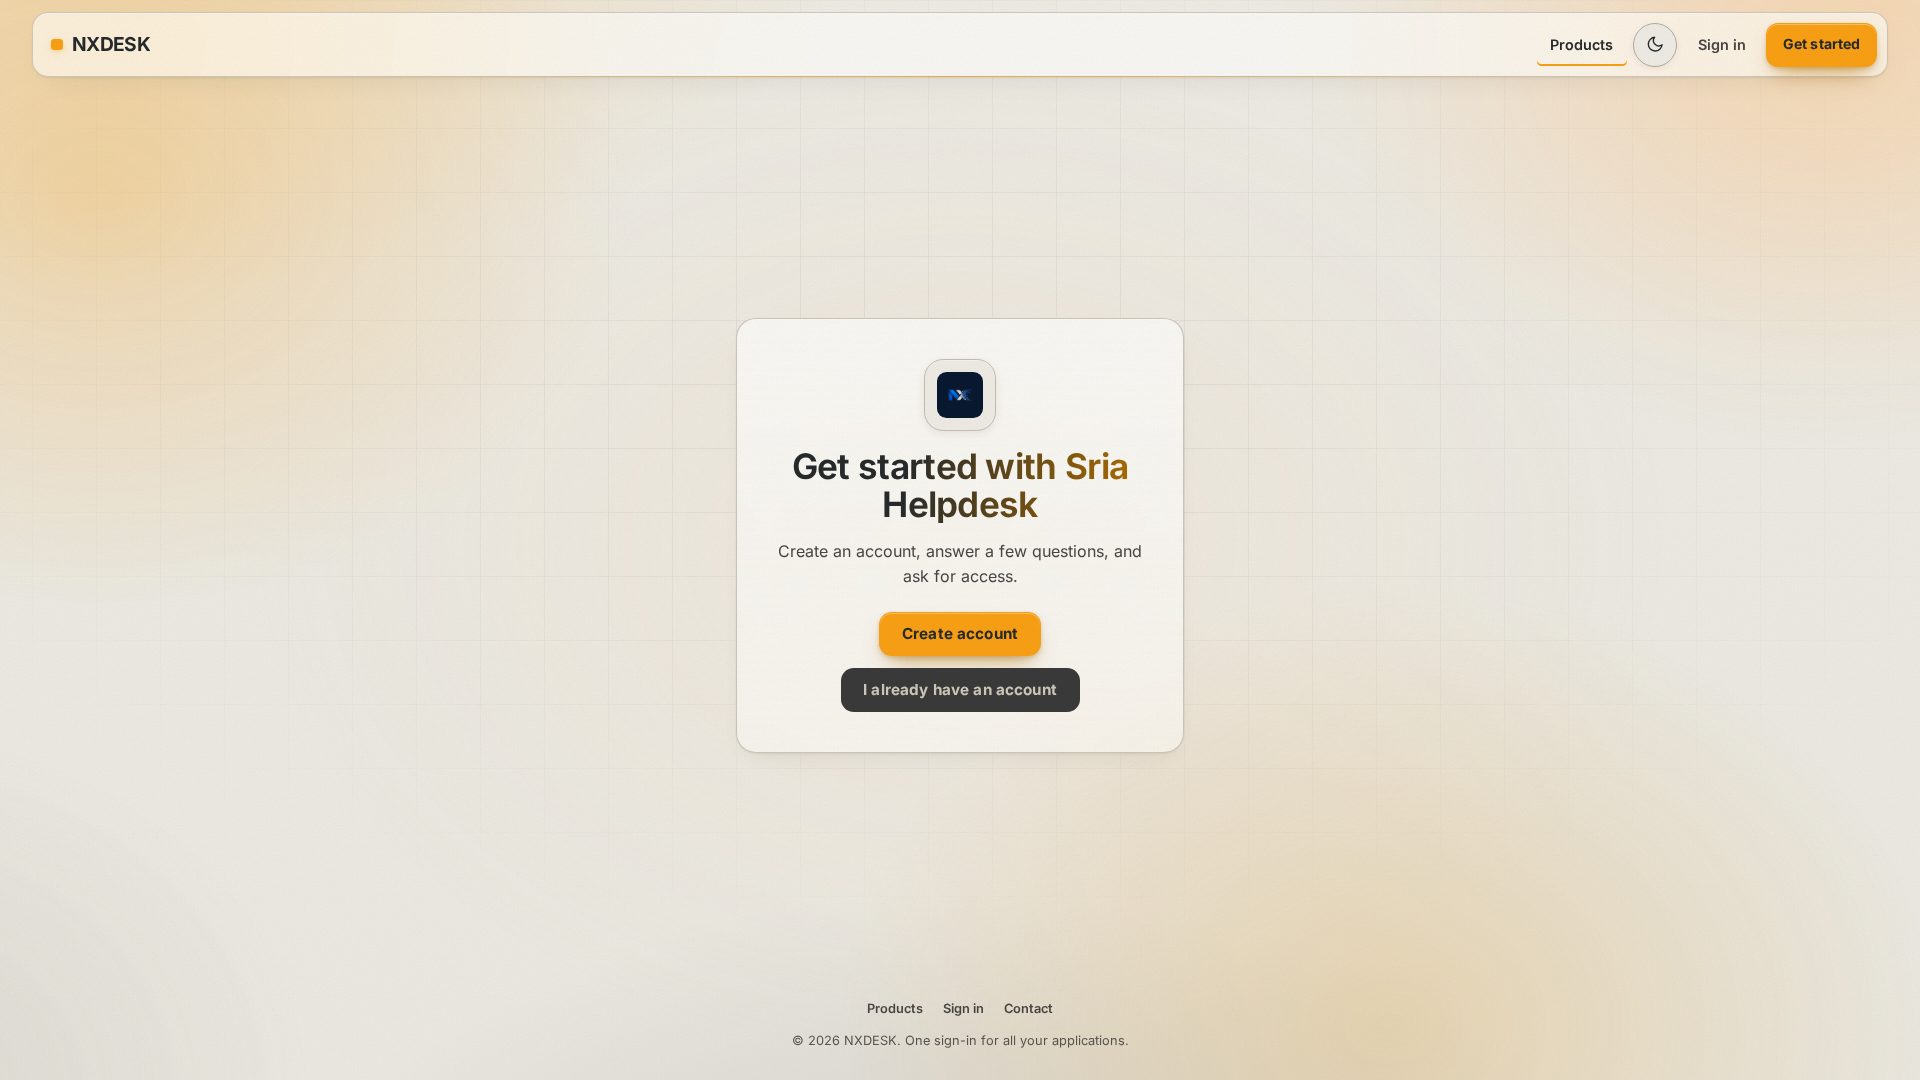 NXDESK
Products
Sign in
Get started
NX
Get started with Sria
Helpdesk
Create an account, answer a few questions, and
ask for access.
Create account
I already have an account
Products
Sign in
Contact
© 2026 NXDESK. One sign-in for all your applications.